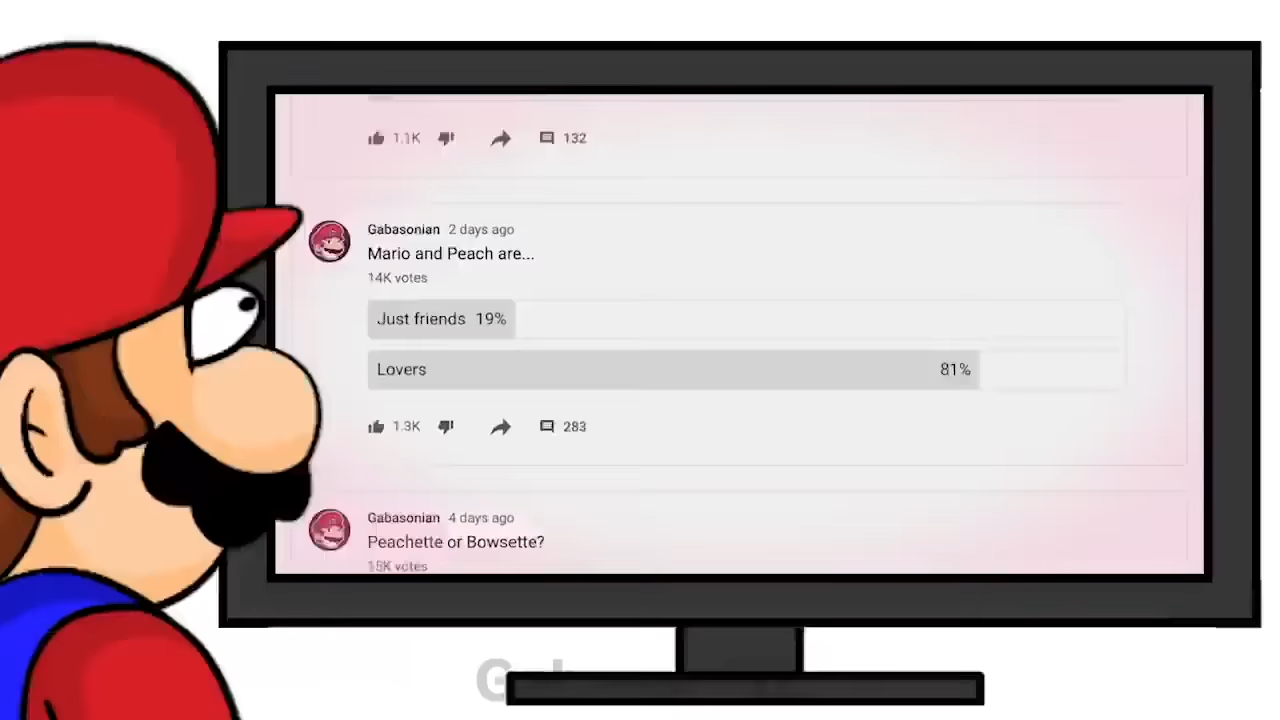 1.1K 132
Gabasonian 2 days ago
Mario and Peach are...
14K votes
Just friends 19%
Lovers 81%
1.3K 283
Gabasonian 4 days ago
Peachette or Bowsette?
15K votes